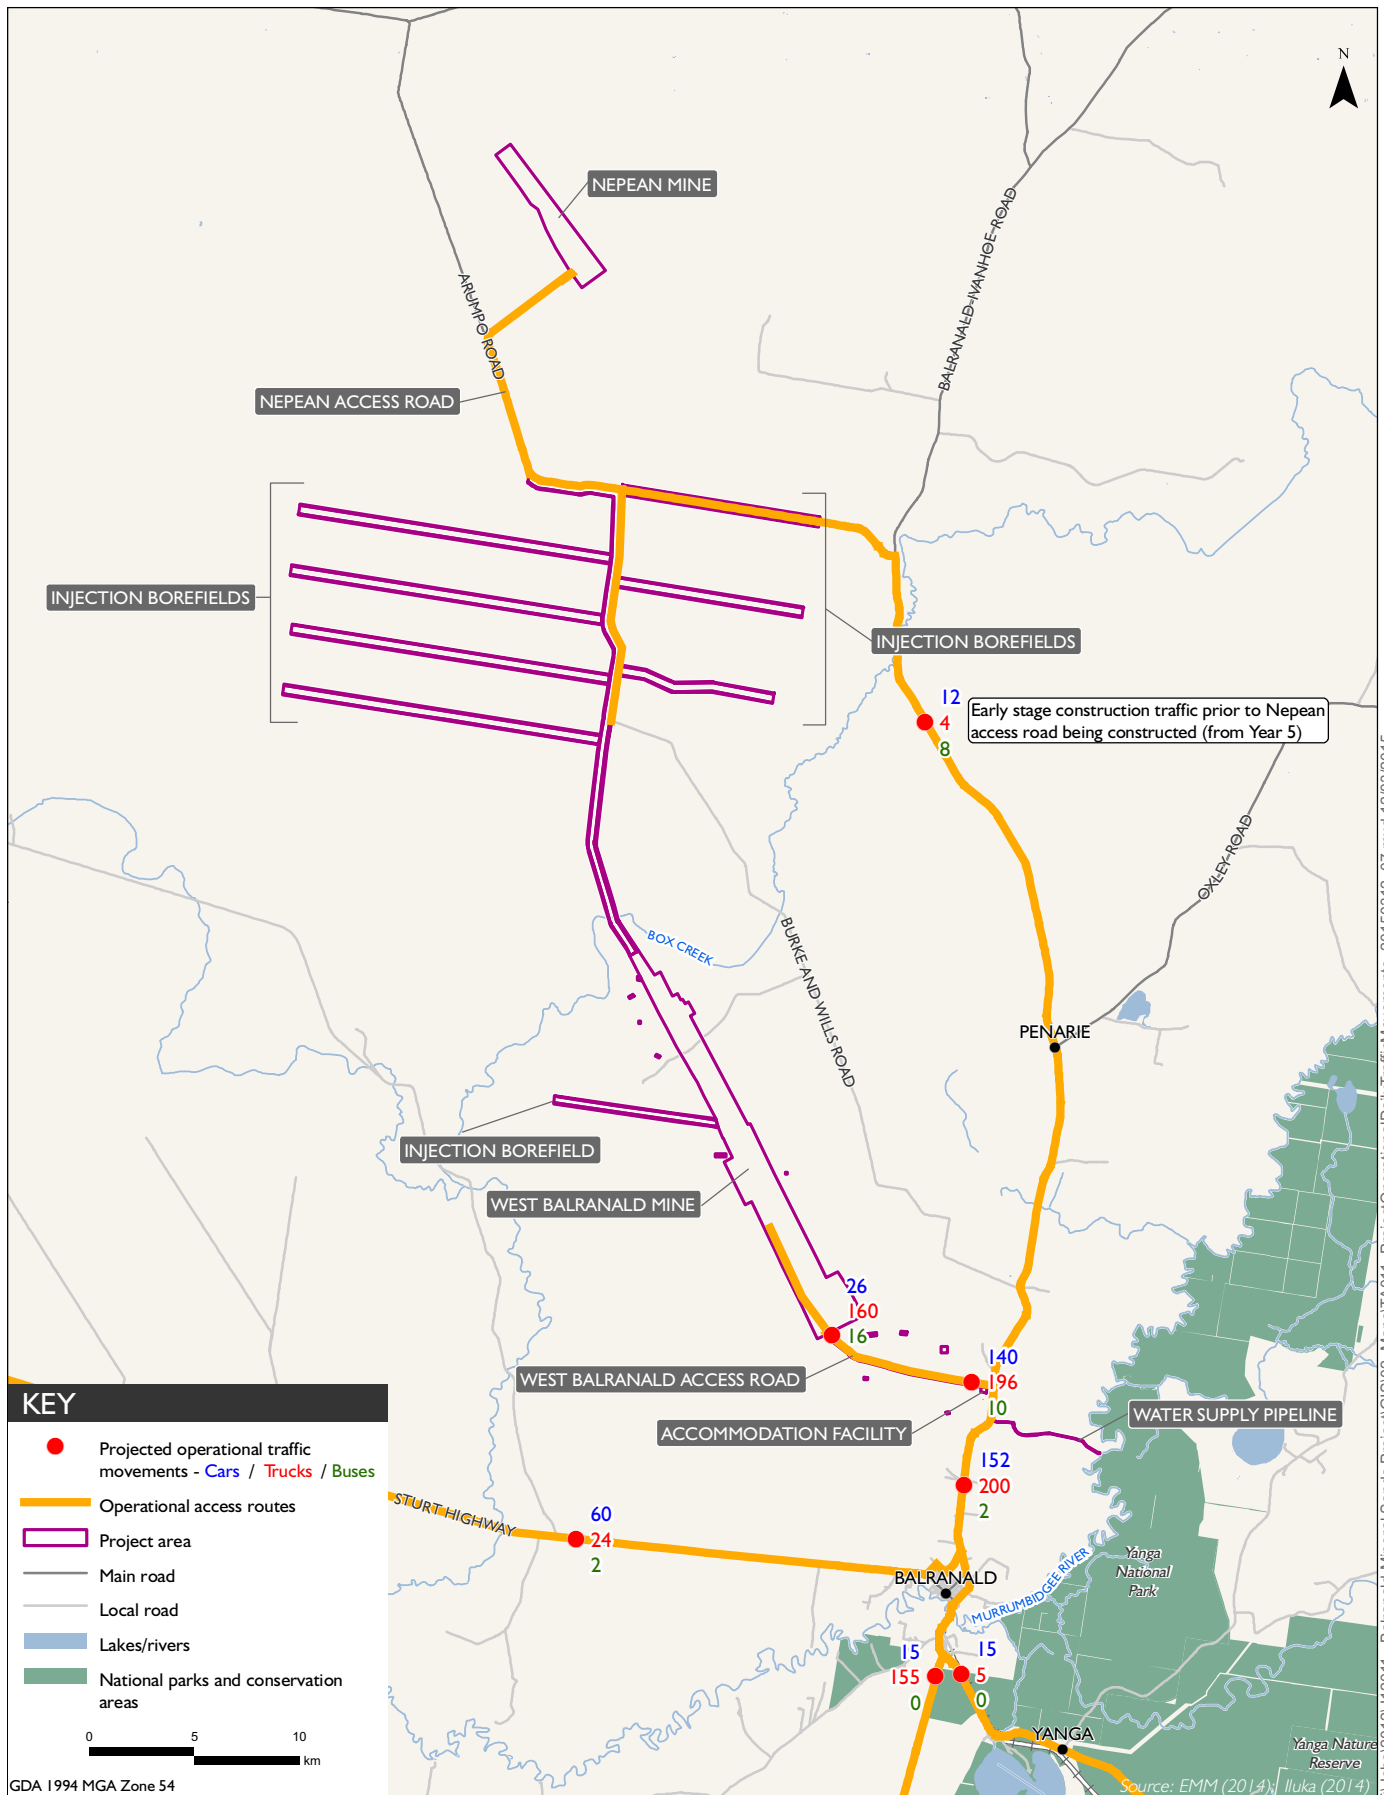 N
NEPEAN MINE
ARUMPO ROAD
BALRANALD-IVANHOE-ROAD
NEPEAN ACCESS ROAD
INJECTION BOREFIELDS
INJECTION BOREFIELDS
12
4
8
Early stage construction traffic prior to Nepean
access road being constructed (from Year 5)
OXLEY-ROAD
BOX CREEK
BURKE AND WILLS ROAD
PENARIE
INJECTION BOREFIELD
WEST BALRANALD MINE
26
160
16
140
196
10
WEST BALRANALD ACCESS ROAD
ACCOMMODATION FACILITY
WATER SUPPLY PIPELINE
152
200
2
STURT HIGHWAY
60
24
2
BALRANALD
MURRUMBIDGEE RIVER
Yanga
National
Park
15
155
0
15
5
0
YANGA
Yanga Nature
Reserve
Source: EMM (2014); Iluka (2014)
KEY
Projected operational traffic
movements - Cars / Trucks / Buses
Operational access routes
Project area
Main road
Local road
Lakes/rivers
National parks and conservation
areas
0 5 10
km
GDA 1994 MGA Zone 54